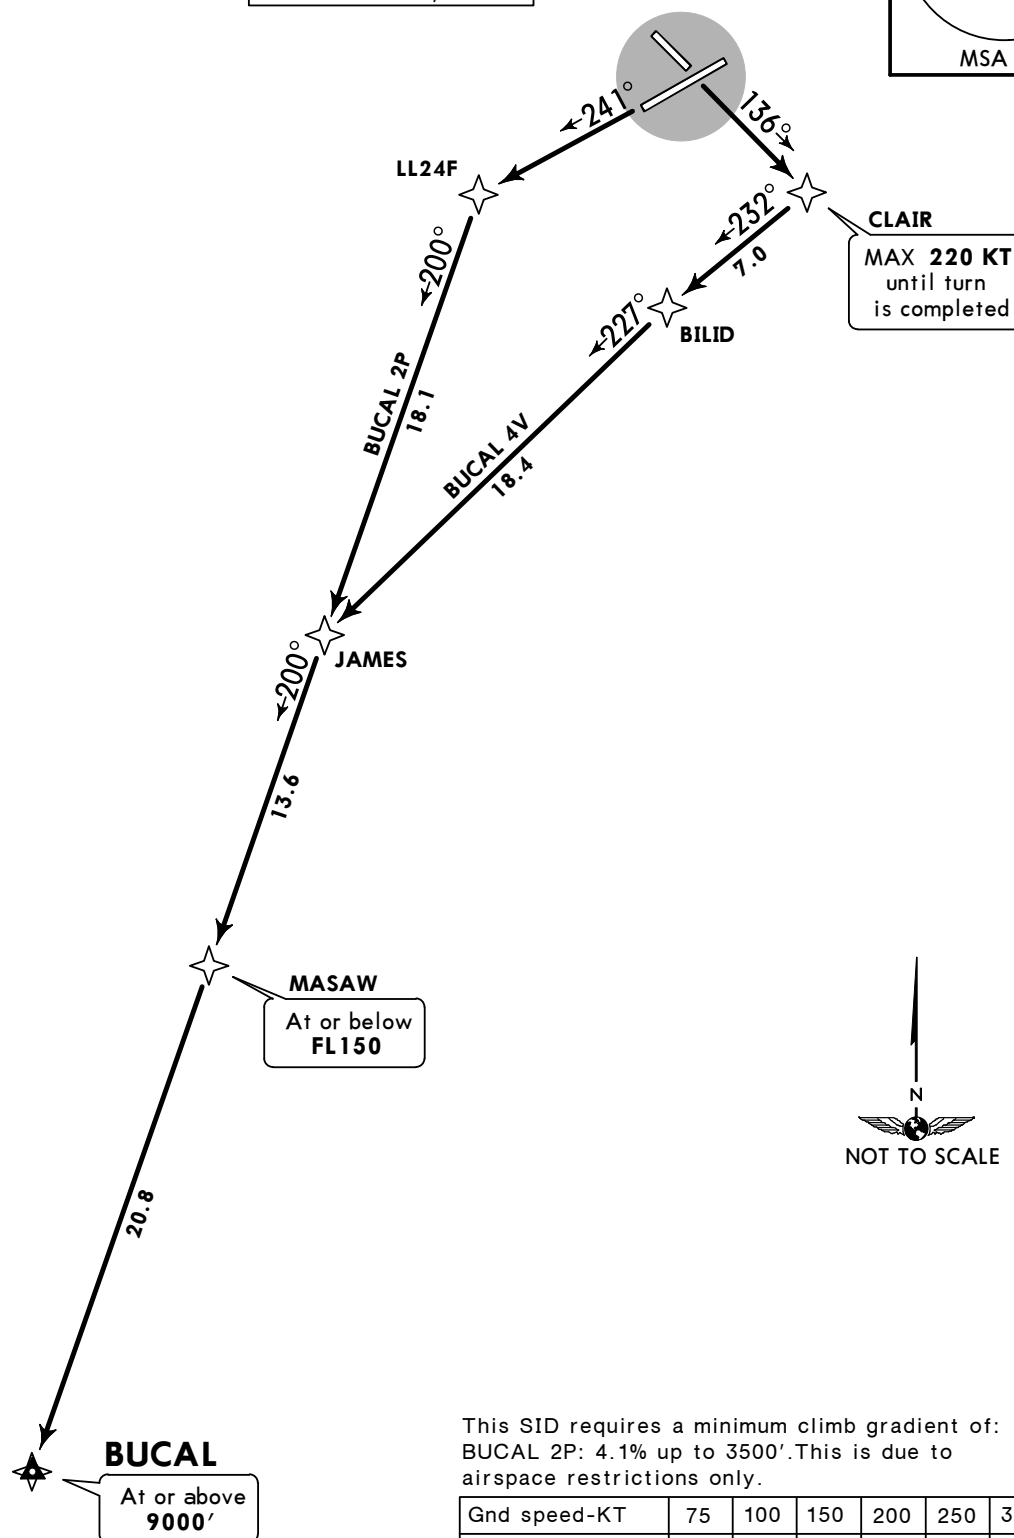 MSA
241°
136°
LL24F
CLAIR
MAX 220 KT
until turn
is completed
232°
7.0
200°
227°
BILID
BUCAL 2P
18.1
BUCAL 4V
18.4
JAMES
200°
13.6
MASAW
At or below
FL150
N
NOT TO SCALE
20.8
BUCAL
At or above
9000'
This SID requires a minimum climb gradient of:
BUCAL 2P: 4.1% up to 3500'.This is due to
airspace restrictions only.
Gnd speed-KT 75 100 150 200 250